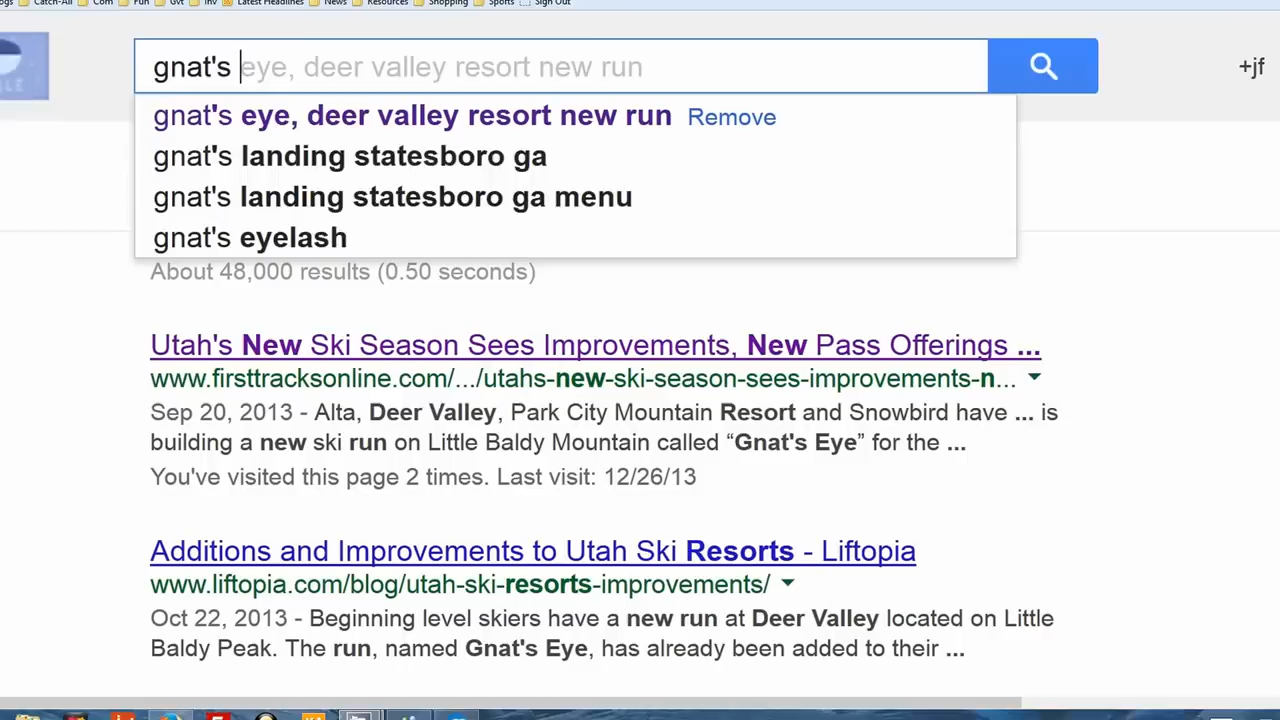 Catch-All Com Fun Gvt Inv Latest Headlines News Resources Shopping Sports Sign Out
gnat's eye, deer valley resort new run
+jf
gnat's eye, deer valley resort new run Remove
gnat's landing statesboro ga
gnat's landing statesboro ga menu
gnat's eyelash
About 48,000 results (0.50 seconds)
Utah's New Ski Season Sees Improvements, New Pass Offerings ...
www.firsttracksonline.com/.../utahs-new-ski-season-sees-improvements-n...
Sep 20, 2013 - Alta, Deer Valley, Park City Mountain Resort and Snowbird have ... is
building a new ski run on Little Baldy Mountain called “Gnat's Eye” for the ...
You've visited this page 2 times. Last visit: 12/26/13
Additions and Improvements to Utah Ski Resorts - Liftopia
www.liftopia.com/blog/utah-ski-resorts-improvements/
Oct 22, 2013 - Beginning level skiers have a new run at Deer Valley located on Little
Baldy Peak. The run, named Gnat's Eye, has already been added to their ...